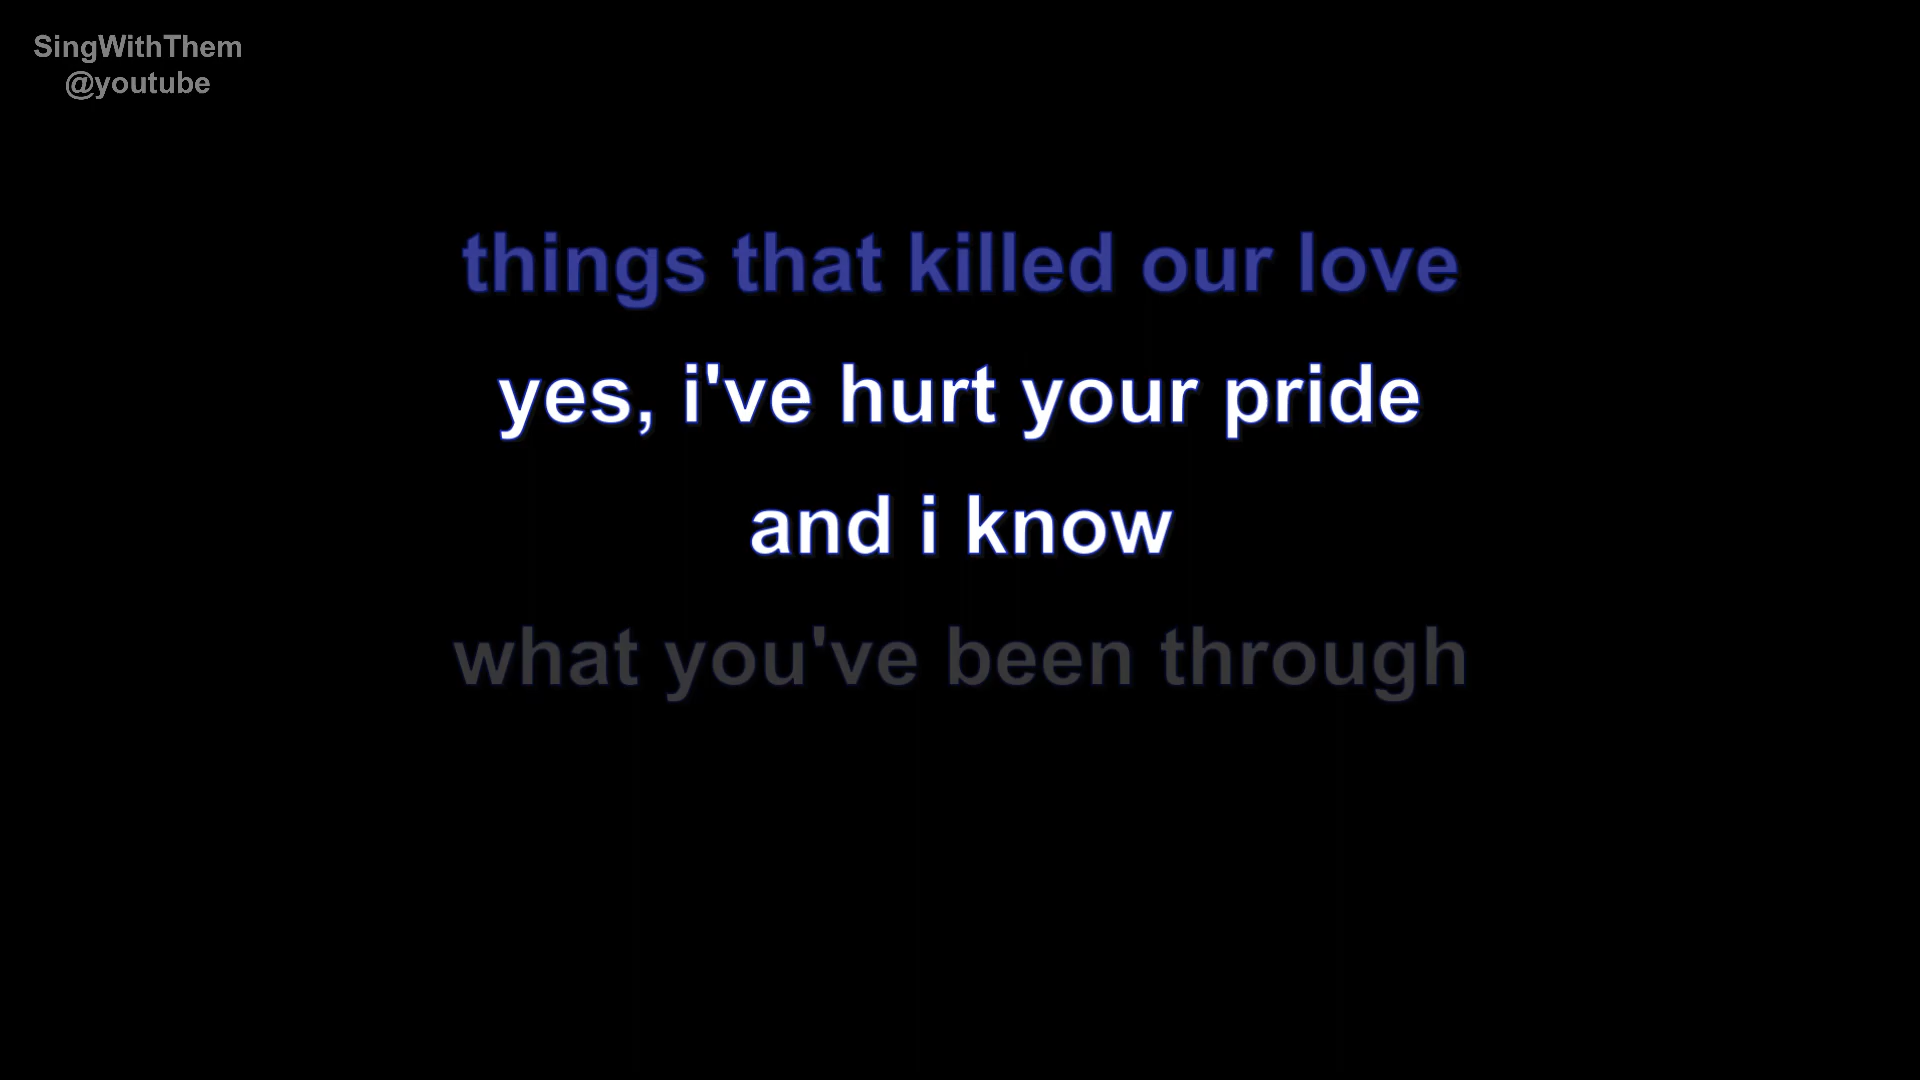 SingWithThem
@youtube
things that killed our love
yes, i've hurt your pride
and i know
what you've been through